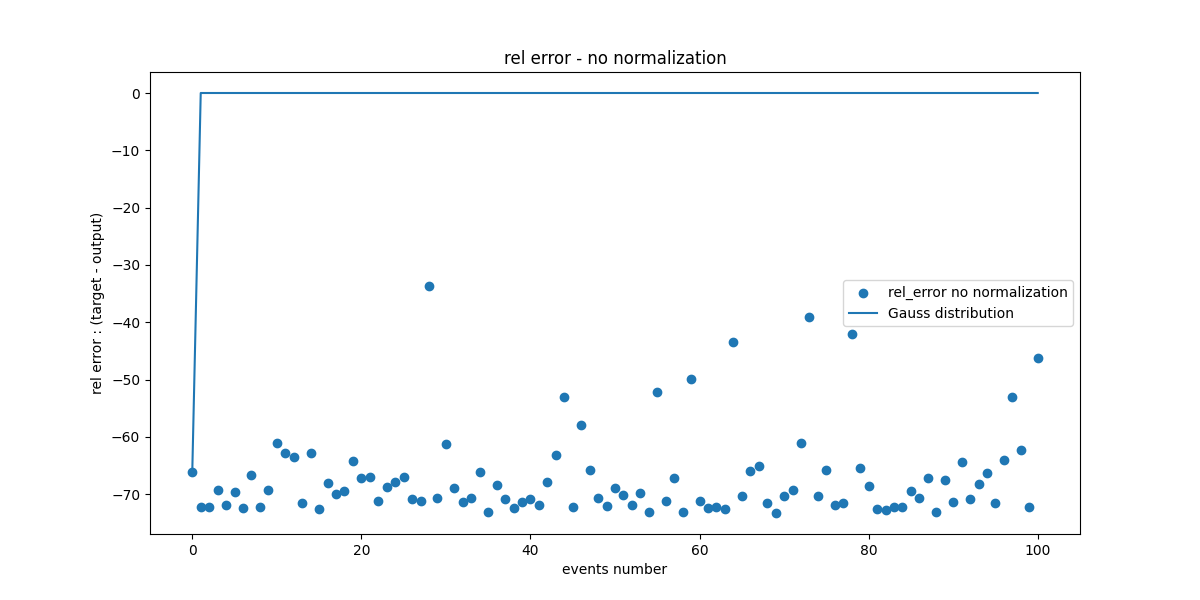 rel error - no normalization
rel error : (target - output)
0
−10
−20
−30
−40
−50
−60
−70
rel_error no normalization
Gauss distribution
0 20 40 60 80 100
events number